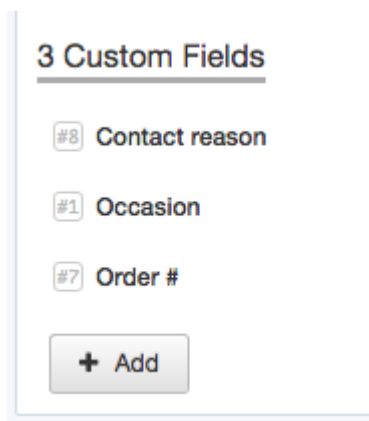 3 Custom Fields
#8 Contact reason
#1 Occasion
#7 Order #
+ Add